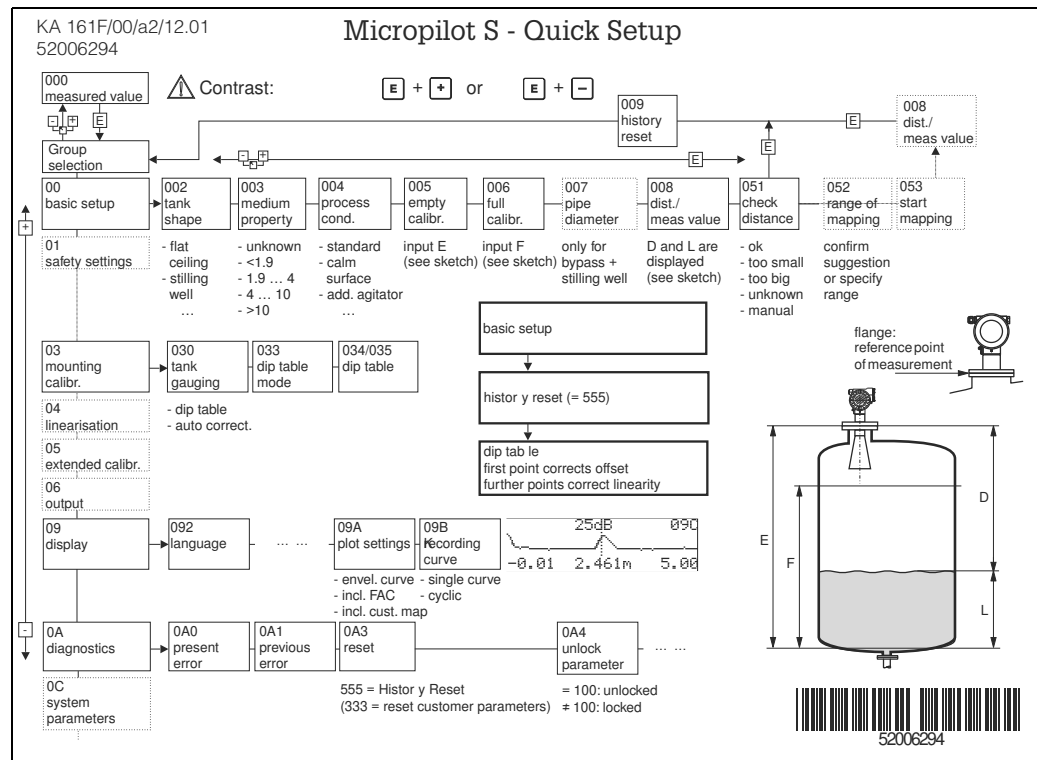 KA 161F/00/a2/12.01
52006294
Micropilot S - Quick Setup
000
measured value
Contrast:
E + + or E + -
009
history
reset
008
dist./
meas value
- +
E
E
Group
selection
- +
E
E
00
basic setup
002
tank
shape
003
medium
property
004
process
cond.
005
empty
calibr.
006
full
calibr.
007
pipe
diameter
008
dist./
meas value
051
check
distance
052
range of
mapping
053
start
mapping
+
01
safety settings
- flat
ceiling
- stilling
well
…
- unknown
- <1.9
- 1.9 … 4
- 4 … 10
- >10
- standard
- calm
surface
- add. agitator
…
input E
(see sketch)
input F
(see sketch)
only for
bypass +
stilling well
D and L are
displayed
(see sketch)
- ok
- too small
- too big
- unknown
- manual
confirm
suggestion
or specify
range
basic setup
histor y reset (= 555)
dip tab le
first point corrects offset
further points correct linearity
flange:
reference point
of measurement
03
mounting
calibr.
030
tank
gauging
033
dip table
mode
034/035
dip table
- dip table
- auto correct.
04
linearisation
05
extended calibr.
06
output
09
display
092
language
... ...
09A
plot settings
09B
recording
curve
25dB 09C
-0.01 2.461m 5.00
- envel. curve
- incl. FAC
- incl. cust. map
- single curve
- cyclic
E
F
D
L
-
0A
diagnostics
0A0
present
error
0A1
previous
error
0A3
reset
0A4
unlock
parameter
... ...
0C
system
parameters
555 = Histor y Reset
(333 = reset customer parameters)
= 100: unlocked
≠ 100: locked
52006294